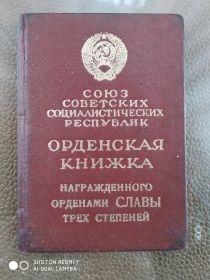 СОЮЗ
СОВЕТСКИХ
СОЦИАЛИСТИЧЕСКИХ
РЕСПУБЛИК
ОРДЕНСКАЯ
КНИЖКА
НАГРАЖДЕННОГО
ОРДЕНАМИ СЛАВЫ
ТРЕХ СТЕПЕНЕЙ
SHOT ON REDMI 7
AI DUAL CAMERA